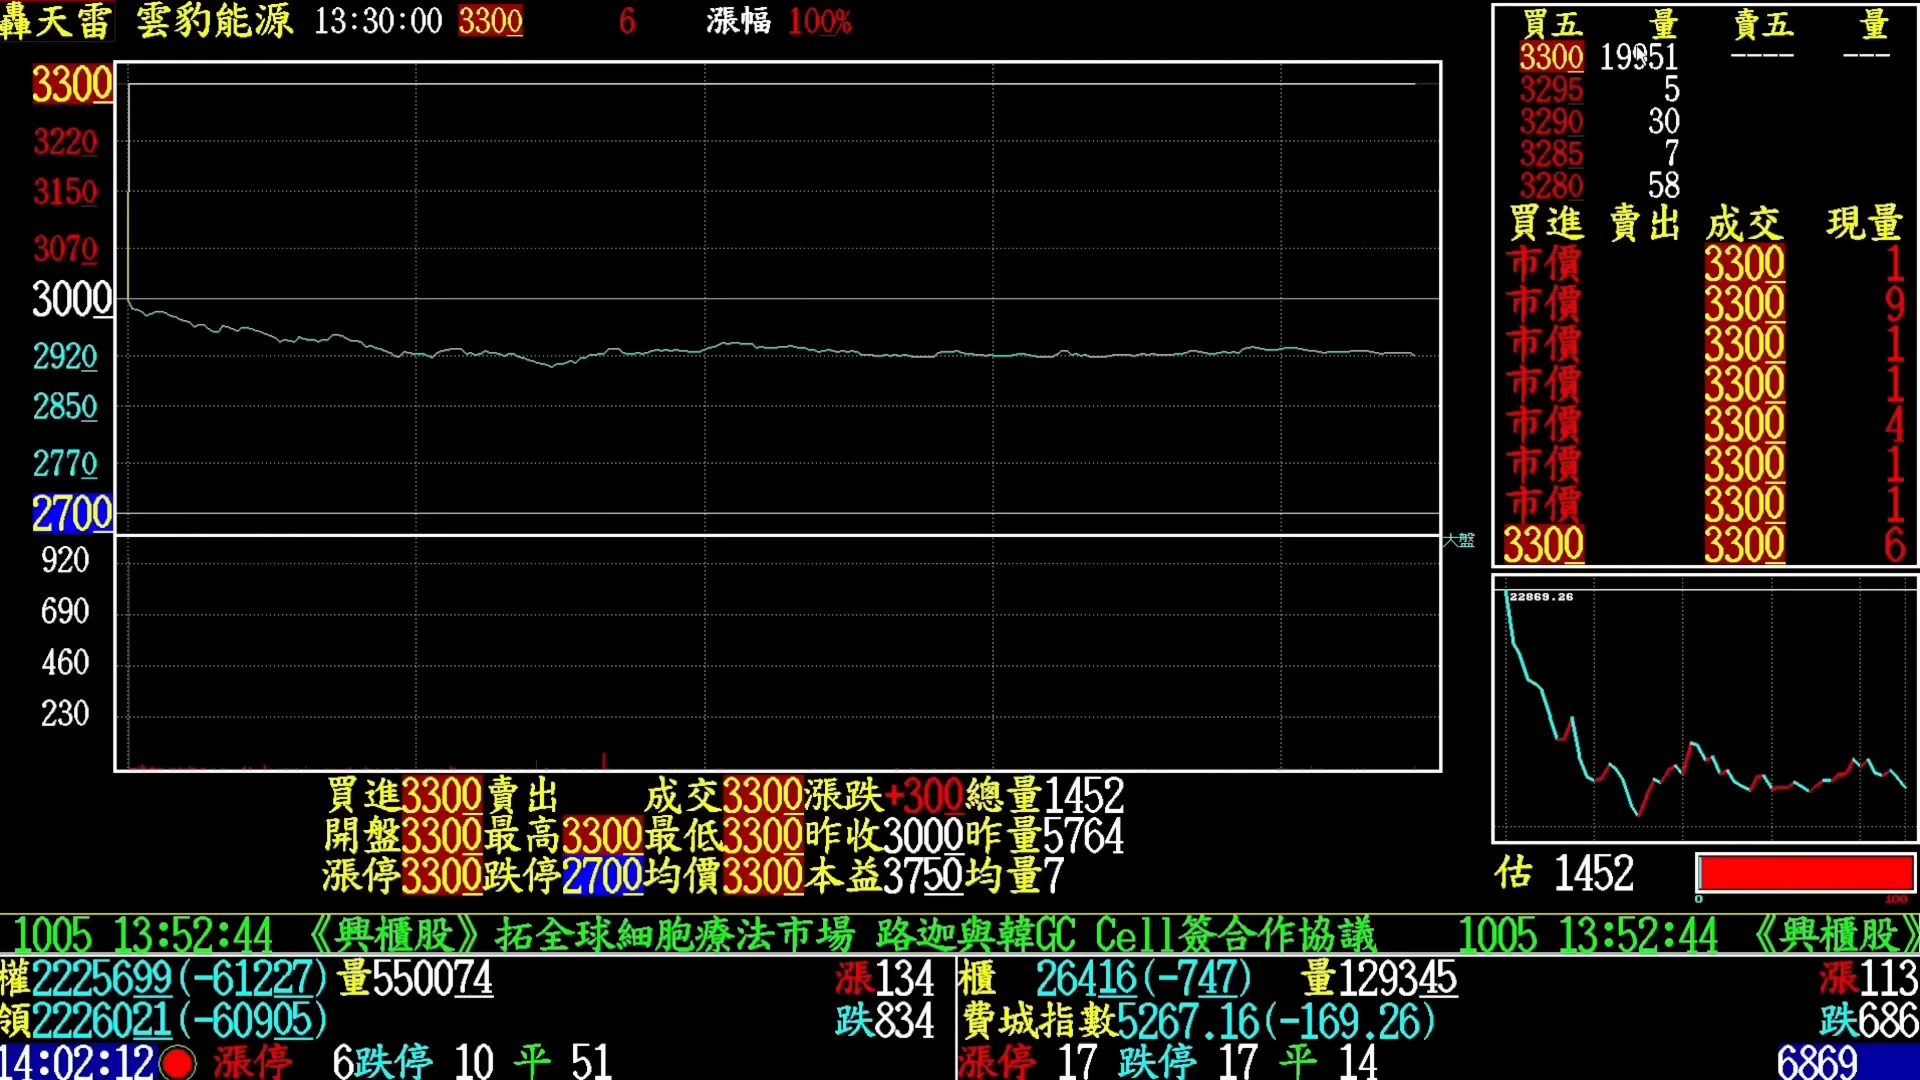 轟天雷 雲豹能源 13:30:00 3300 6 漲幅 100%
3300
3220
3150
3070
3000
2920
2850
2770
2700
920
690
460
230
大盤
買五 量 賣五 量
3300 19951 ---- ---
3295 5
3290 30
3285 7
3280 58
買進 賣出 成交 現量
市價 3300 1
市價 3300 9
市價 3300 1
市價 3300 1
市價 3300 4
市價 3300 1
市價 3300 1
3300 3300 6
22869.26
估 1452
0 100
買進3300賣出 成交3300漲跌+300總量1452
開盤3300最高3300最低3300昨收3000昨量5764
漲停3300跌停2700均價3300本益3750均量7
1005 13:52:44 《興櫃股》拓全球細胞療法市場 路迦與韓GC Cell簽合作協議 1005 13:52:44 《興櫃股》
權2225699(-61227)量550074 漲134 櫃 26416(-747) 量129345 漲113
領2226021(-60905) 跌834 費城指數5267.16(-169.26) 跌686
14:02:12 漲停 6跌停 10 平 51 漲停 17 跌停 17 平 14 6869